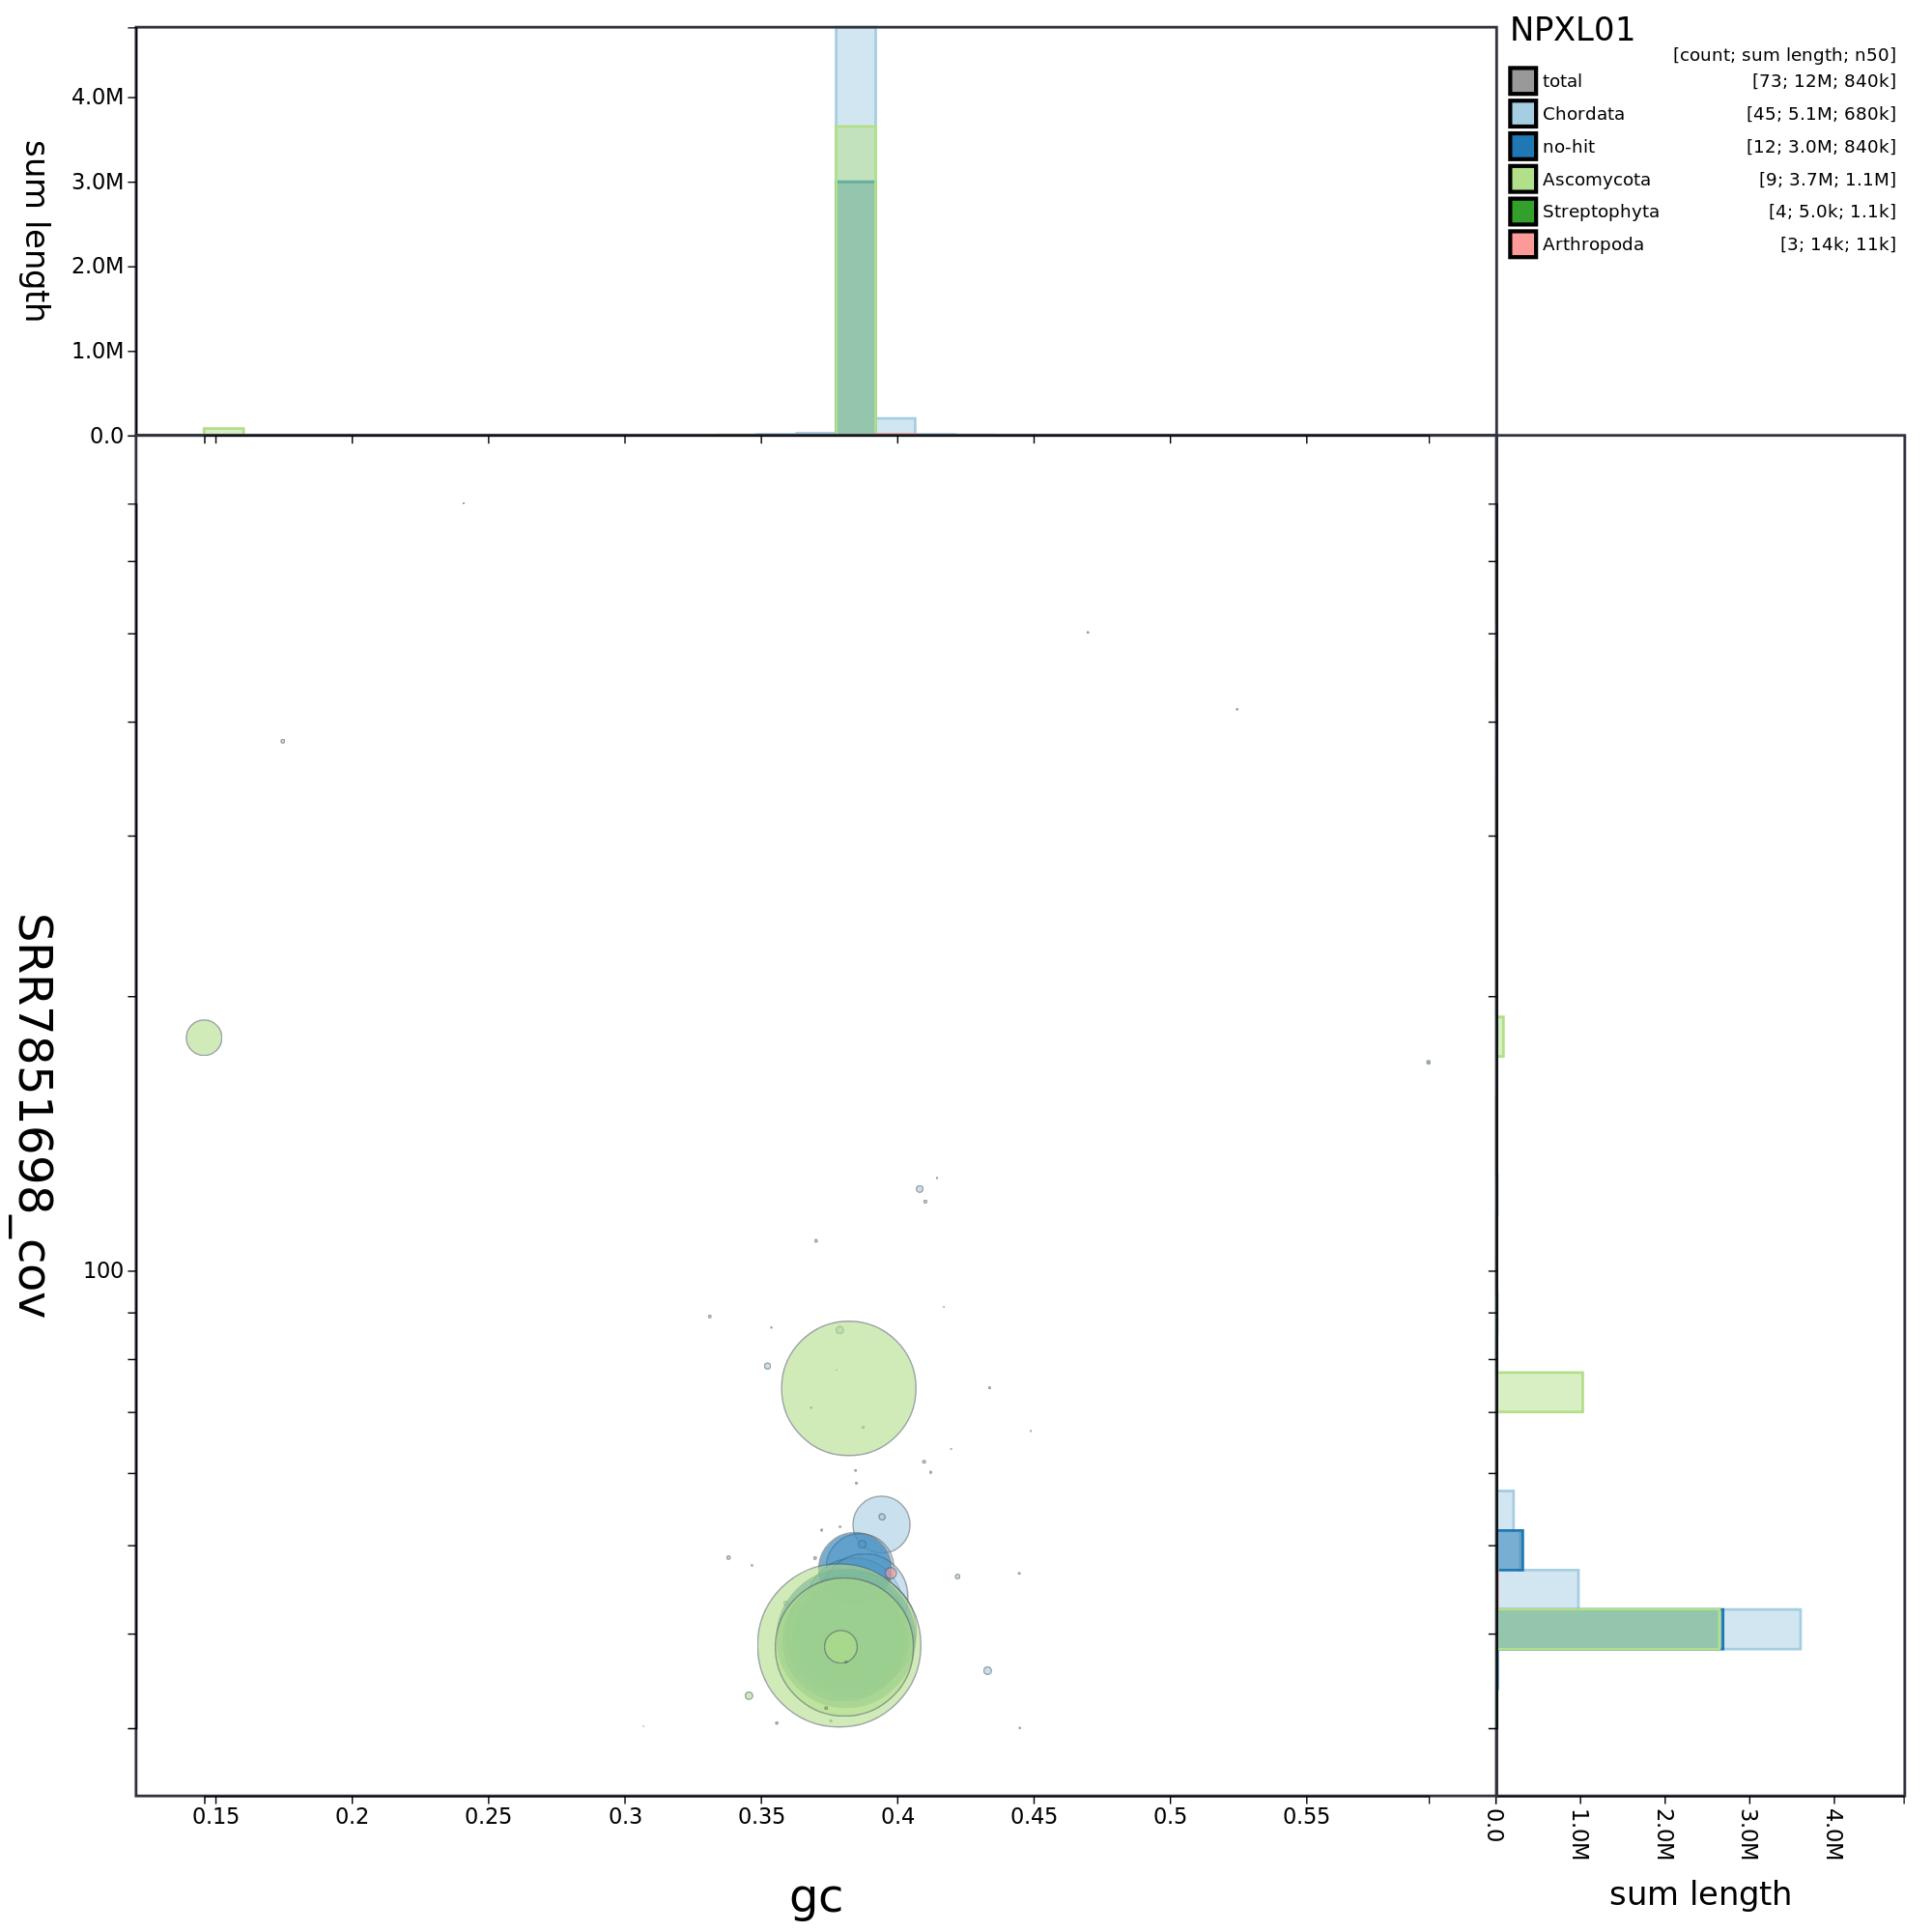 NPXL01
[count; sum length; n50]
total [73; 12M; 840k]
Chordata [45; 5.1M; 680k]
no-hit [12; 3.0M; 840k]
Ascomycota [9; 3.7M; 1.1M]
Streptophyta [4; 5.0k; 1.1k]
Arthropoda [3; 14k; 11k]
sum length
4.0M
3.0M
2.0M
1.0M
0.0
SRR7851698_cov
100
0.15 0.2 0.25 0.3 0.35 0.4 0.45 0.5 0.55
gc
0.0 1.0M 2.0M 3.0M 4.0M
sum length